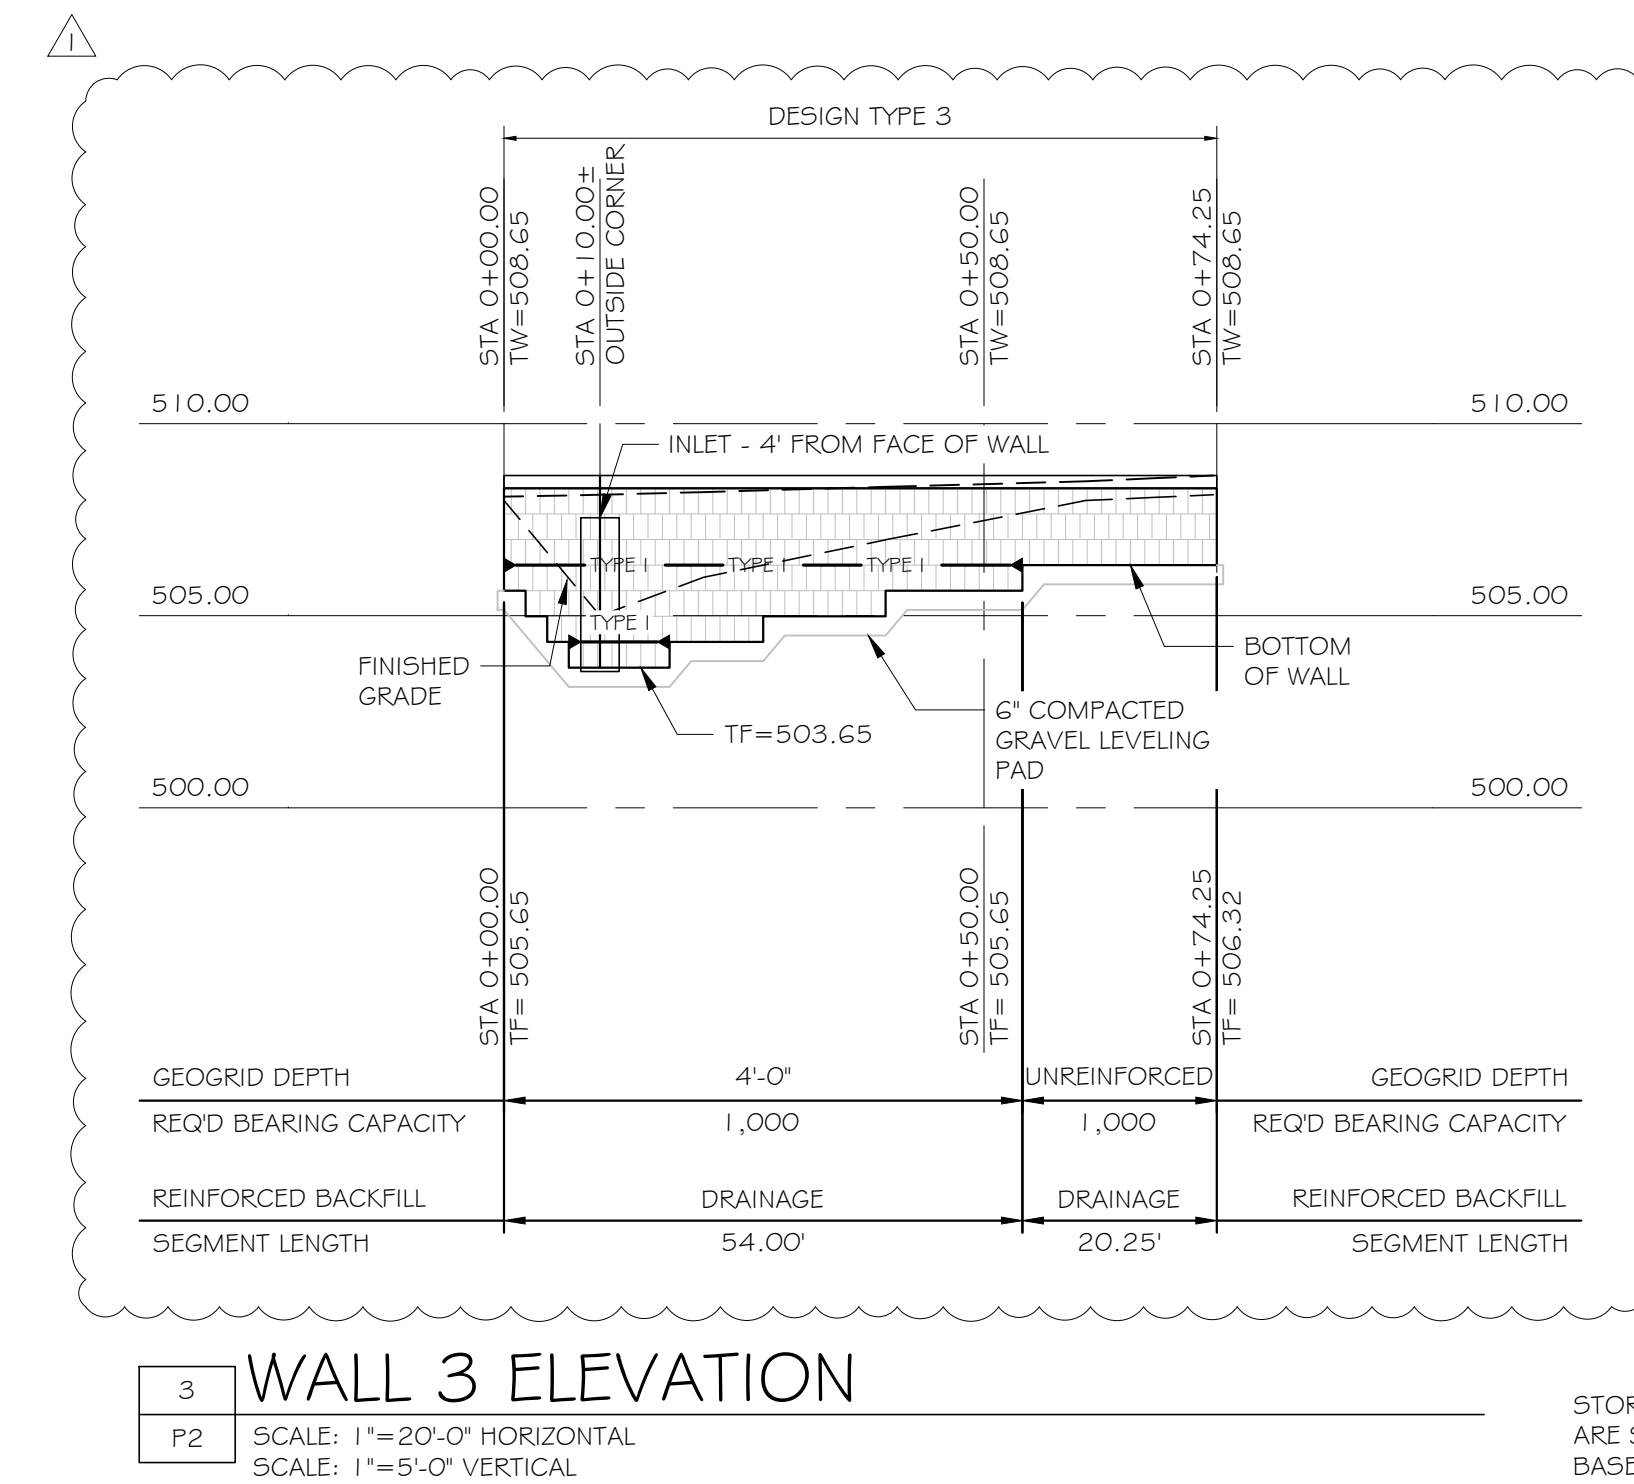 1
DESIGN TYPE 3
STA 0+00.00
TW=508.65
STA 0+10.00±
OUTSIDE CORNER
STA 0+50.00
TW=508.65
STA 0+74.25
TW=508.65
510.00
510.00
INLET - 4' FROM FACE OF WALL
TYPE 1
TYPE 1
TYPE 1
505.00
505.00
TYPE 1
FINISHED
GRADE
BOTTOM
OF WALL
TF=503.65
6" COMPACTED
GRAVEL LEVELING
PAD
500.00
500.00
STA 0+00.00
TF= 505.65
STA 0+50.00
TF= 505.65
STA 0+74.25
TF= 506.32
GEOGRID DEPTH
4'-0"
UNREINFORCED
GEOGRID DEPTH
REQ'D BEARING CAPACITY
1,000
1,000
REQ'D BEARING CAPACITY
REINFORCED BACKFILL
DRAINAGE
DRAINAGE
REINFORCED BACKFILL
SEGMENT LENGTH
54.00'
20.25'
SEGMENT LENGTH
3
WALL 3 ELEVATION
P2
SCALE: 1"=20'-0" HORIZONTAL
SCALE: 1"=5'-0" VERTICAL
ARE